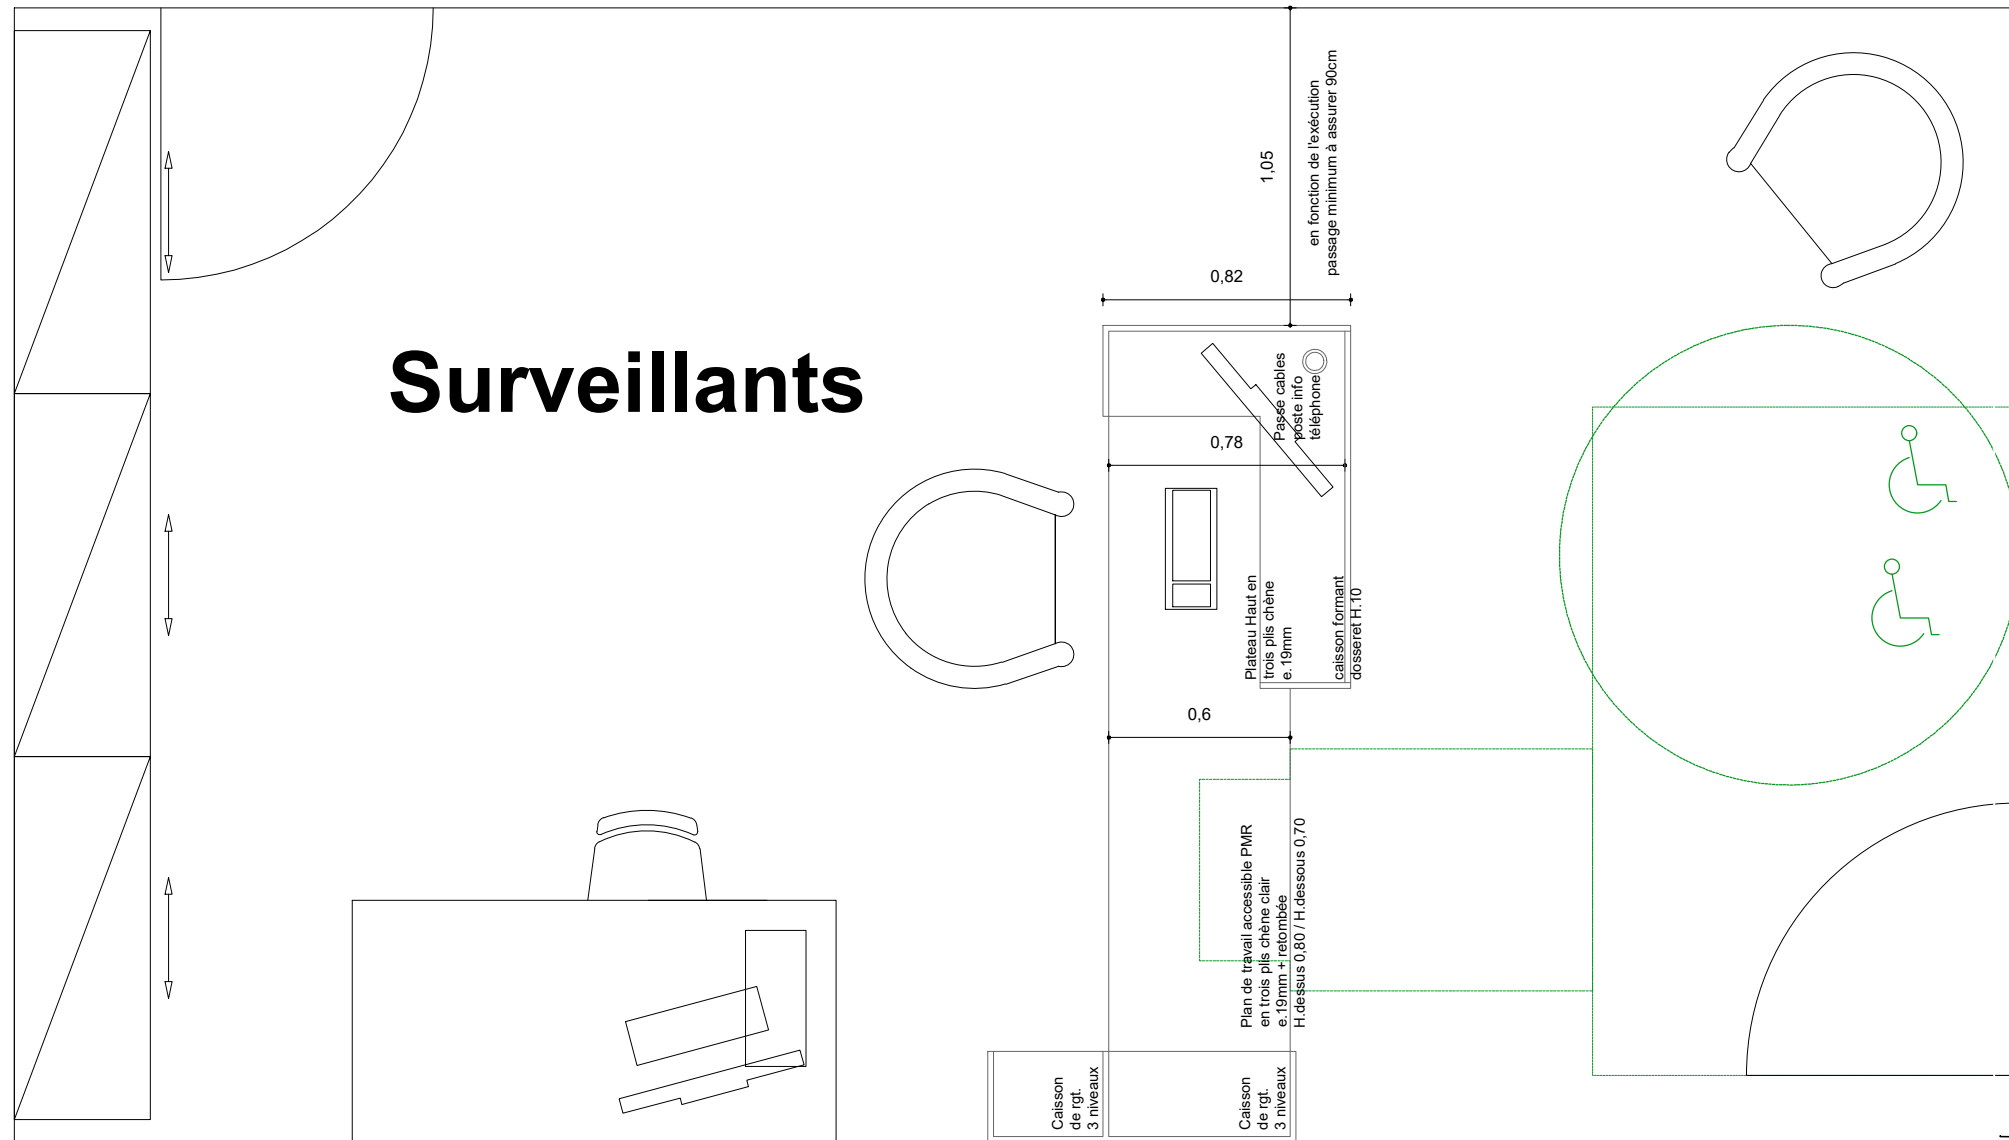 en fonction de l'exécution
passage minimum à assurer 90cm
1,05
0,82
Surveillants
Passe cables
poste info
téléphone
0,78
Plateau Haut en
trois plis chène
e.19mm
caisson formant
dosseret H.10
0,6
Plan de travail accessible PMR
en trois plis chène clair
e.19mm + retombée
H.dessus 0,80 / H.dessous 0,70
Caisson
de rgt.
3 niveaux
Caisson
de rgt.
3 niveaux